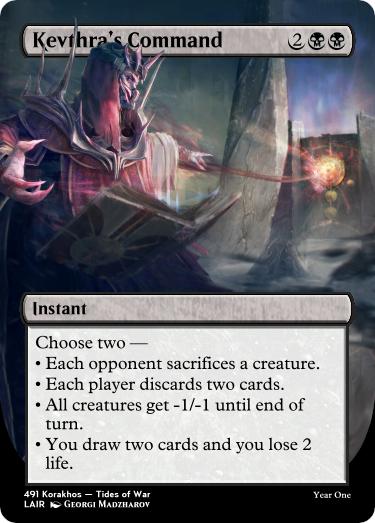 Kevthra's Command 2
Instant
Choose two —
• Each opponent sacrifices a creature.
• Each player discards two cards.
• All creatures get -1/-1 until end of
turn.
• You draw two cards and you lose 2
life.
491 Korakhos — Tides of War
LAIR Georgi Madzharov
Year One